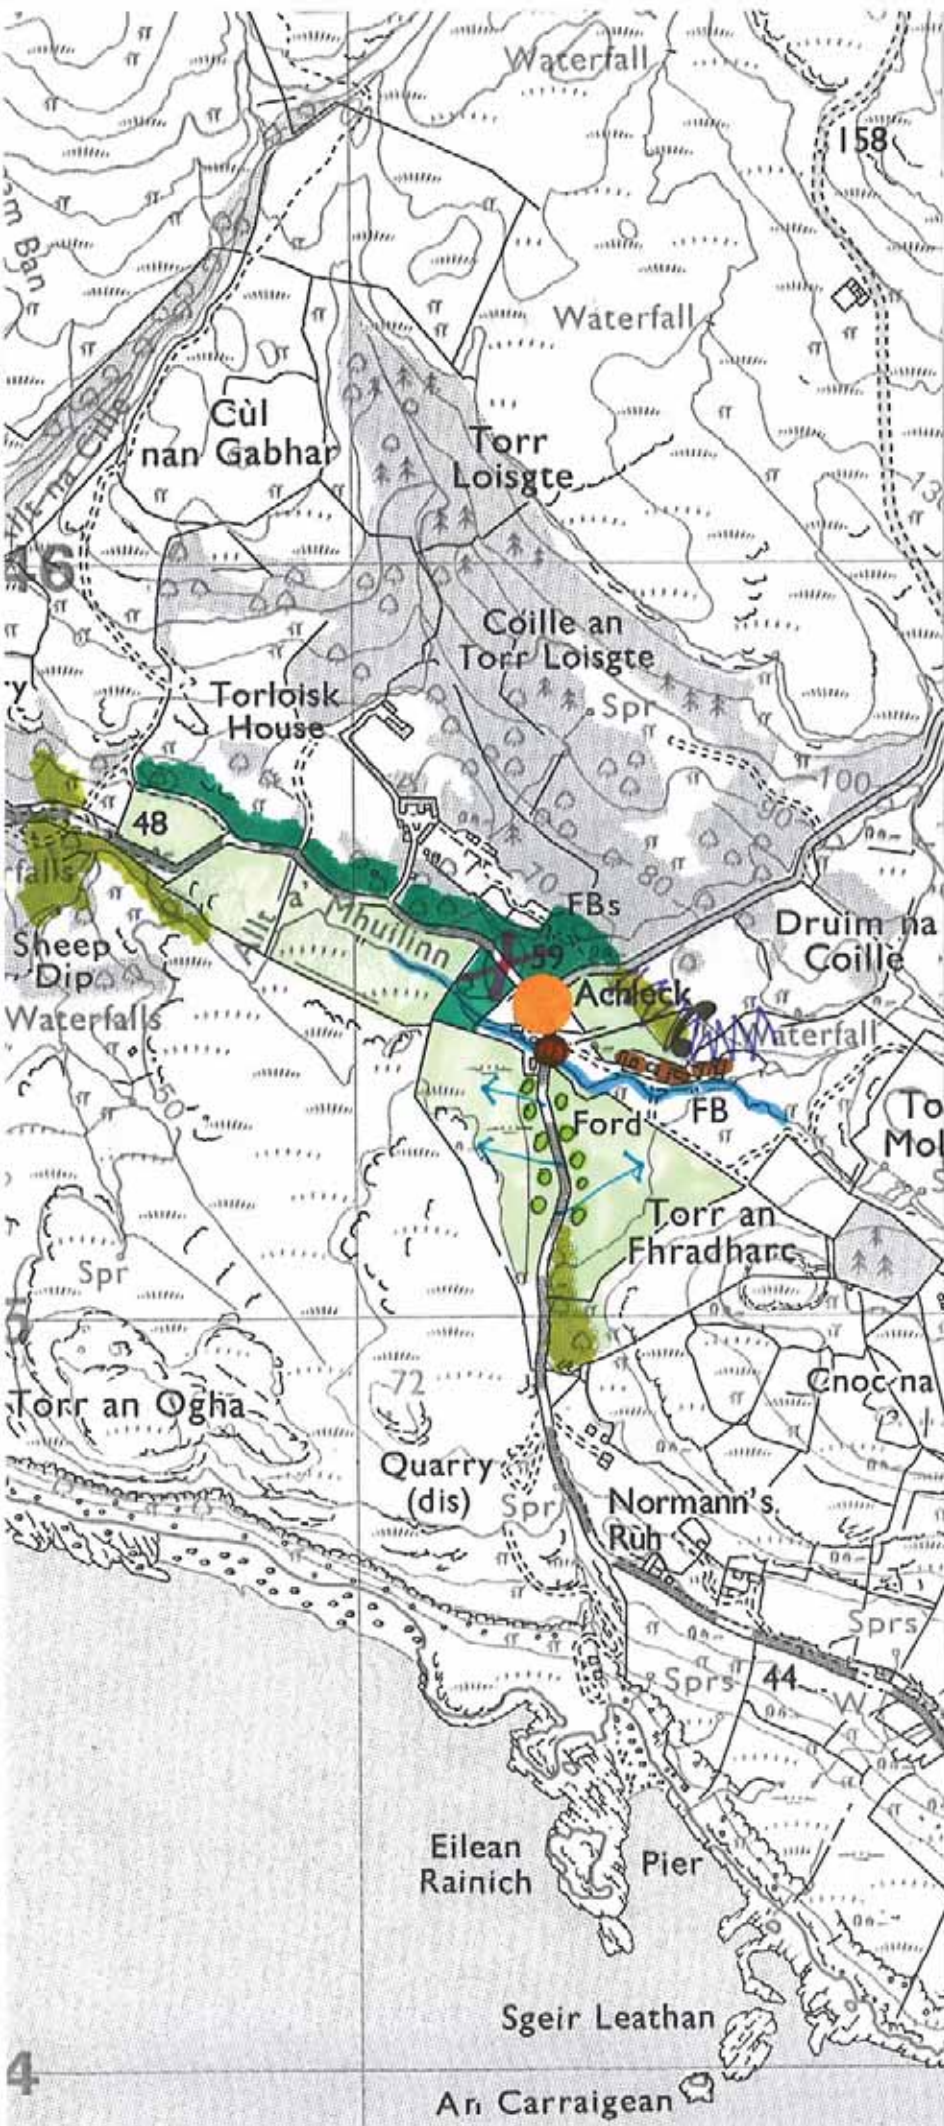 Waterfall
158
Waterfall
Cùl
nan Gabhar
Torr
Loisgte
Coille an
Torr Loisgte
Spr
Torloisk
House
100
90
80
70
48
FBs
Allt a' Mhuilinn
59
Druim na
Coille
Sheep
Dip
Achleck
Waterfalls
Waterfall
50
Ford
FB
Torr an
Fhradharc
Spr
72
Torr an Ogha
Cnoc na
Quarry
(dis)
Spr
Normann's
Rùh
Sprs
Sprs
44
W
Eilean
Rainich
Pier
Sgeir Leathan
4
An Carraigean